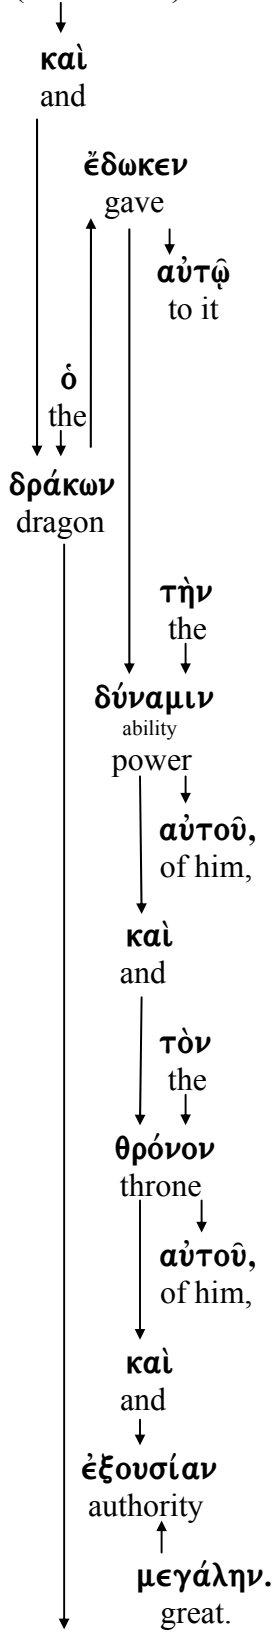 καὶ
and
ἔδωκεν
gave
αὐτῷ
to it
ὁ
the
δράκων
dragon
τὴν
the
δύναμιν
ability
power
αὐτοῦ,
of him,
καὶ
and
τὸν
the
θρόνον
throne
αὐτοῦ,
of him,
καὶ
and
ἐξουσίαν
authority
μεγάλην.
great.